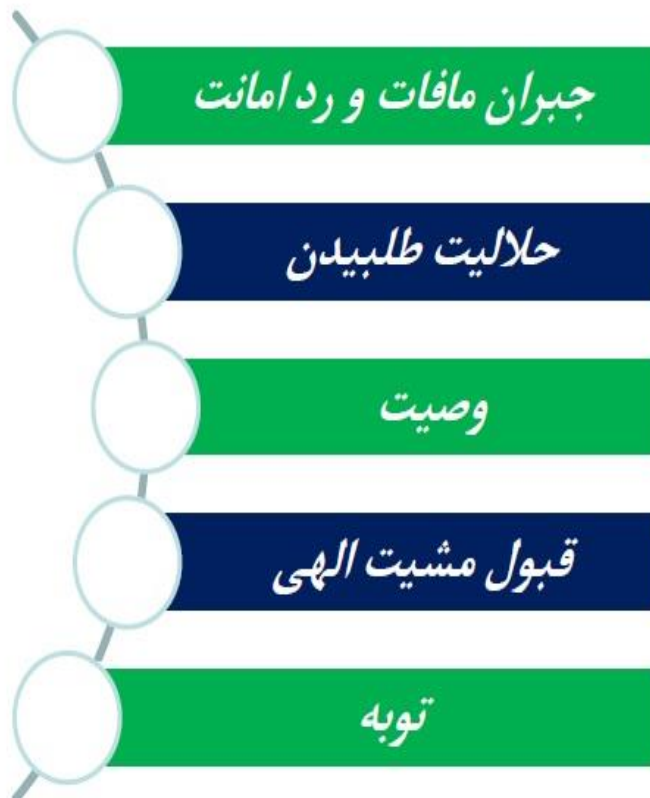 جبران مافات و رد امانت
حلالیت طلبیدن
وصیت
قبول مشیت الهی
توبه